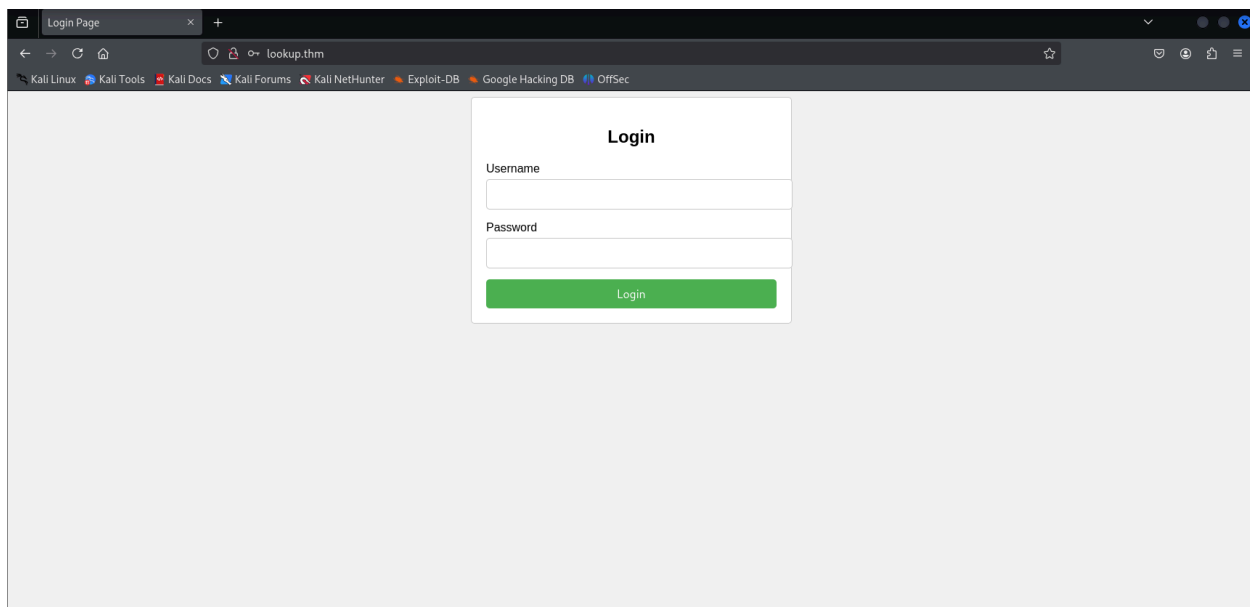 Login Page
lookup.thm
Kali Linux Kali Tools Kali Docs Kali Forums Kali NetHunter Exploit-DB Google Hacking DB OffSec
Login
Username
Password
Login